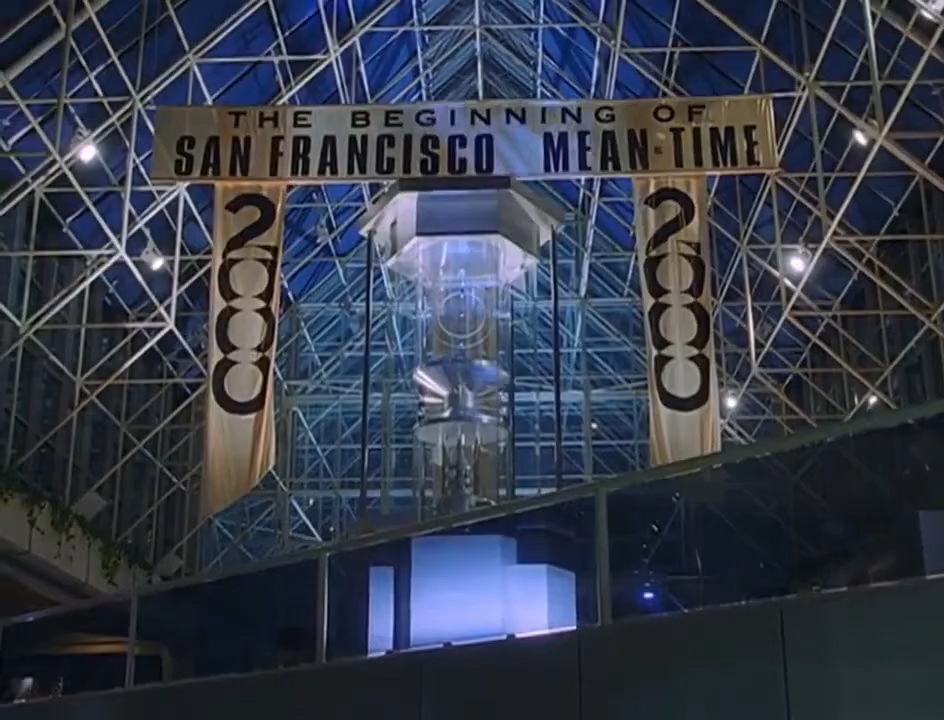 THE BEGINNING OF
SAN FRANCISCO MEAN TIME
2000
2000